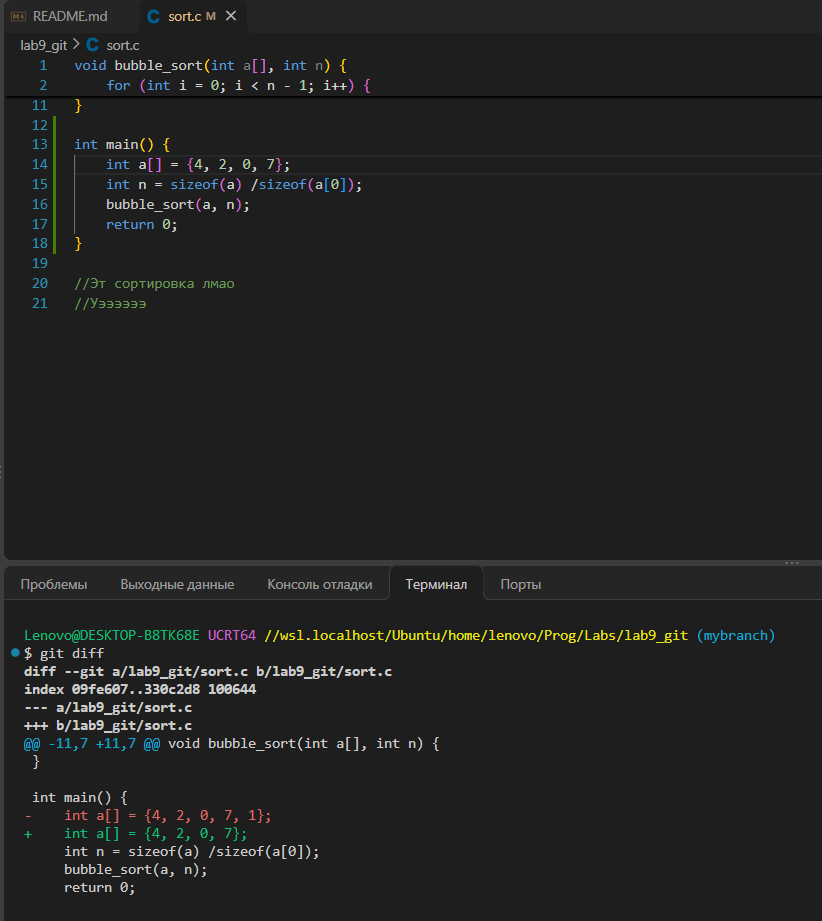 README.md
C sort.c M
lab9_git > C sort.c
1 void bubble_sort(int a[], int n) {
2 for (int i = 0; i < n - 1; i++) {
11 }
12
13 int main() {
14 int a[] = {4, 2, 0, 7};
15 int n = sizeof(a) /sizeof(a[0]);
16 bubble_sort(a, n);
17 return 0;
18 }
19
20 //Эт сортировка лмао
21 //Уээээээ
Проблемы Выходные данные Консоль отладки Терминал Порты
Lenovo@DESKTOP-B8TK68E UCRT64 //wsl.localhost/Ubuntu/home/lenovo/Prog/Labs/lab9_git (mybranch)
$ git diff
diff --git a/lab9_git/sort.c b/lab9_git/sort.c
index 09fe607..330c2d8 100644
--- a/lab9_git/sort.c
+++ b/lab9_git/sort.c
@@ -11,7 +11,7 @@ void bubble_sort(int a[], int n) {
 }

 int main() {
-    int a[] = {4, 2, 0, 7, 1};
+    int a[] = {4, 2, 0, 7};
     int n = sizeof(a) /sizeof(a[0]);
     bubble_sort(a, n);
     return 0;